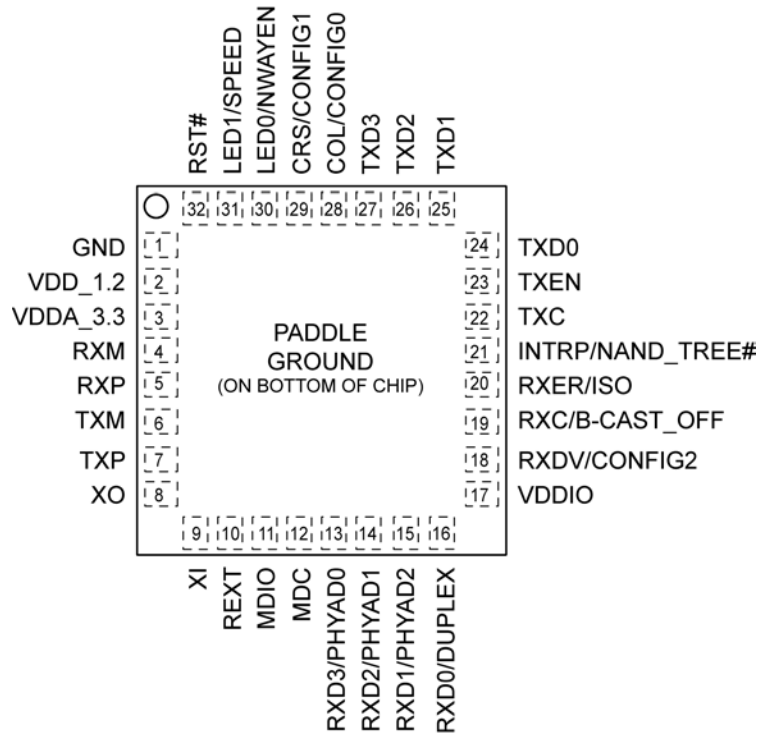 RST#
LED1/SPEED
LED0/NWAYEN
CRS/CONFIG1
COL/CONFIG0
TXD3
TXD2
TXD1
32 31 30 29 28 27 26 25
GND 1
VDD_1.2 2
VDDA_3.3 3
RXM 4
RXP 5
TXM 6
TXP 7
XO 8
PADDLE
GROUND
(ON BOTTOM OF CHIP)
24 TXD0
23 TXEN
22 TXC
21 INTRP/NAND_TREE#
20 RXER/ISO
19 RXC/B-CAST_OFF
18 RXDV/CONFIG2
17 VDDIO
9 10 11 12 13 14 15 16
XI
REXT
MDIO
MDC
RXD3/PHYAD0
RXD2/PHYAD1
RXD1/PHYAD2
RXD0/DUPLEX